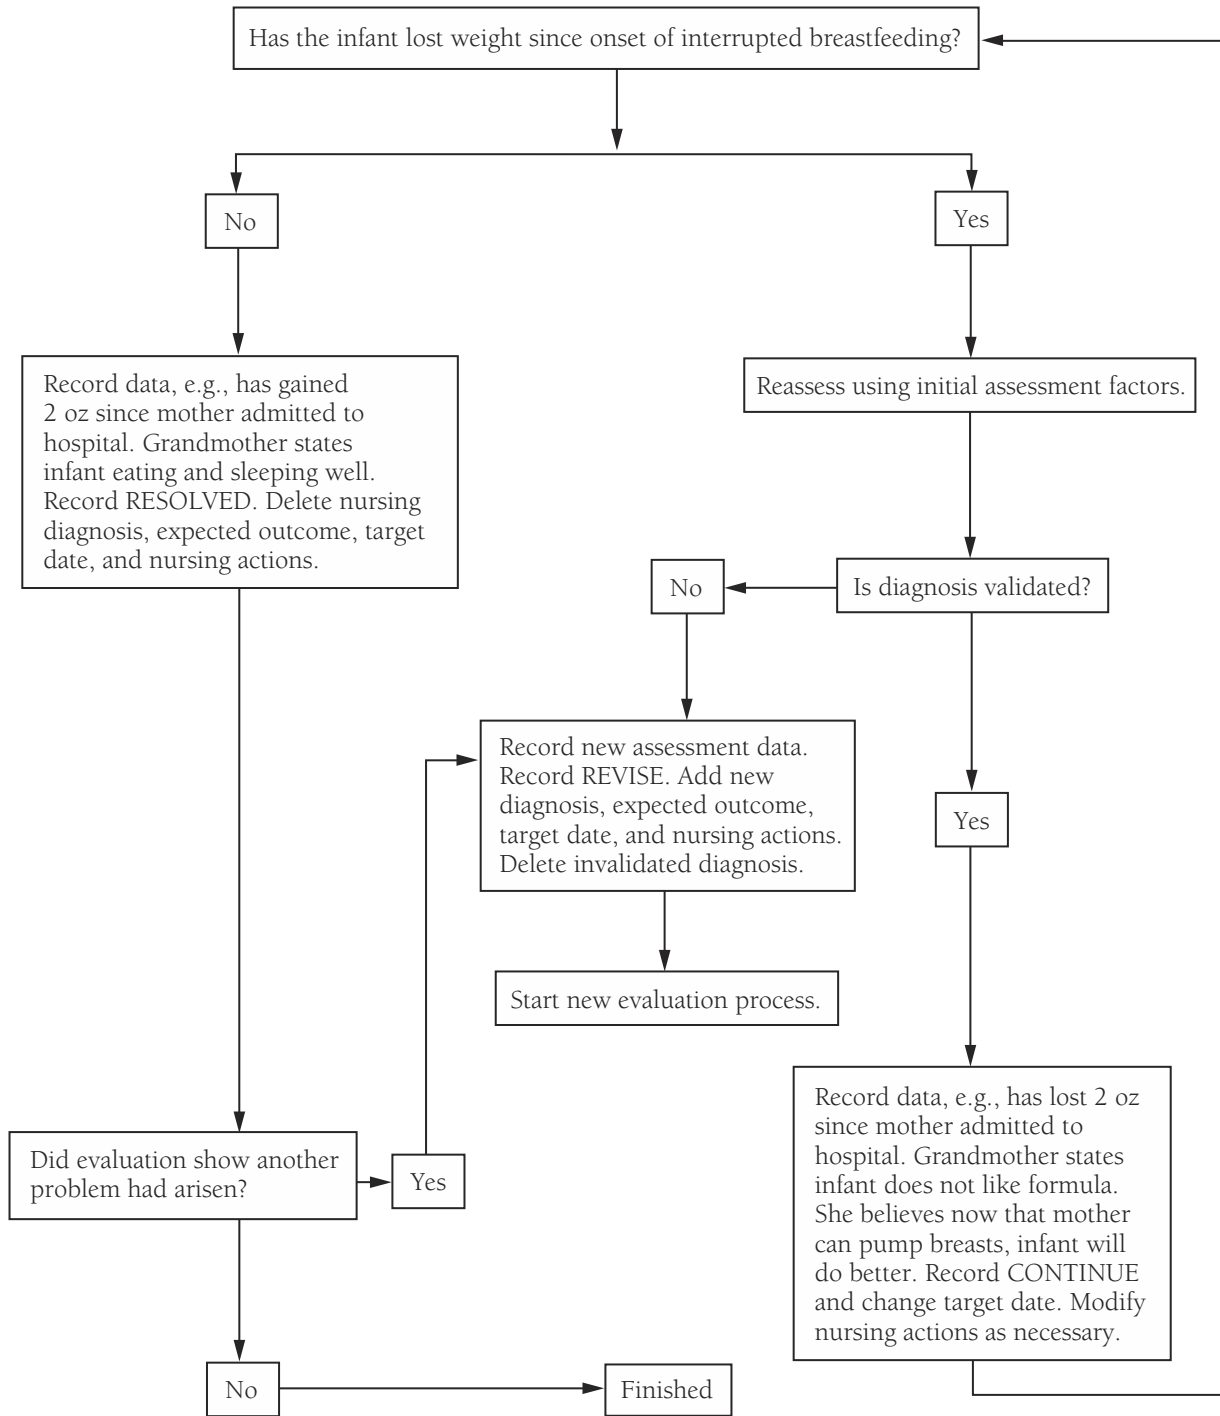 Has the infant lost weight since onset of interrupted breastfeeding?
No
Yes
Record data, e.g., has gained
2 oz since mother admitted to
hospital. Grandmother states
infant eating and sleeping well.
Record RESOLVED. Delete nursing
diagnosis, expected outcome, target
date, and nursing actions.
Reassess using initial assessment factors.
No
Is diagnosis validated?
Record new assessment data.
Record REVISE. Add new
diagnosis, expected outcome,
target date, and nursing actions.
Delete invalidated diagnosis.
Yes
Start new evaluation process.
Did evaluation show another
problem had arisen?
Yes
Record data, e.g., has lost 2 oz
since mother admitted to
hospital. Grandmother states
infant does not like formula.
She believes now that mother
can pump breasts, infant will
do better. Record CONTINUE
and change target date. Modify
nursing actions as necessary.
No
Finished